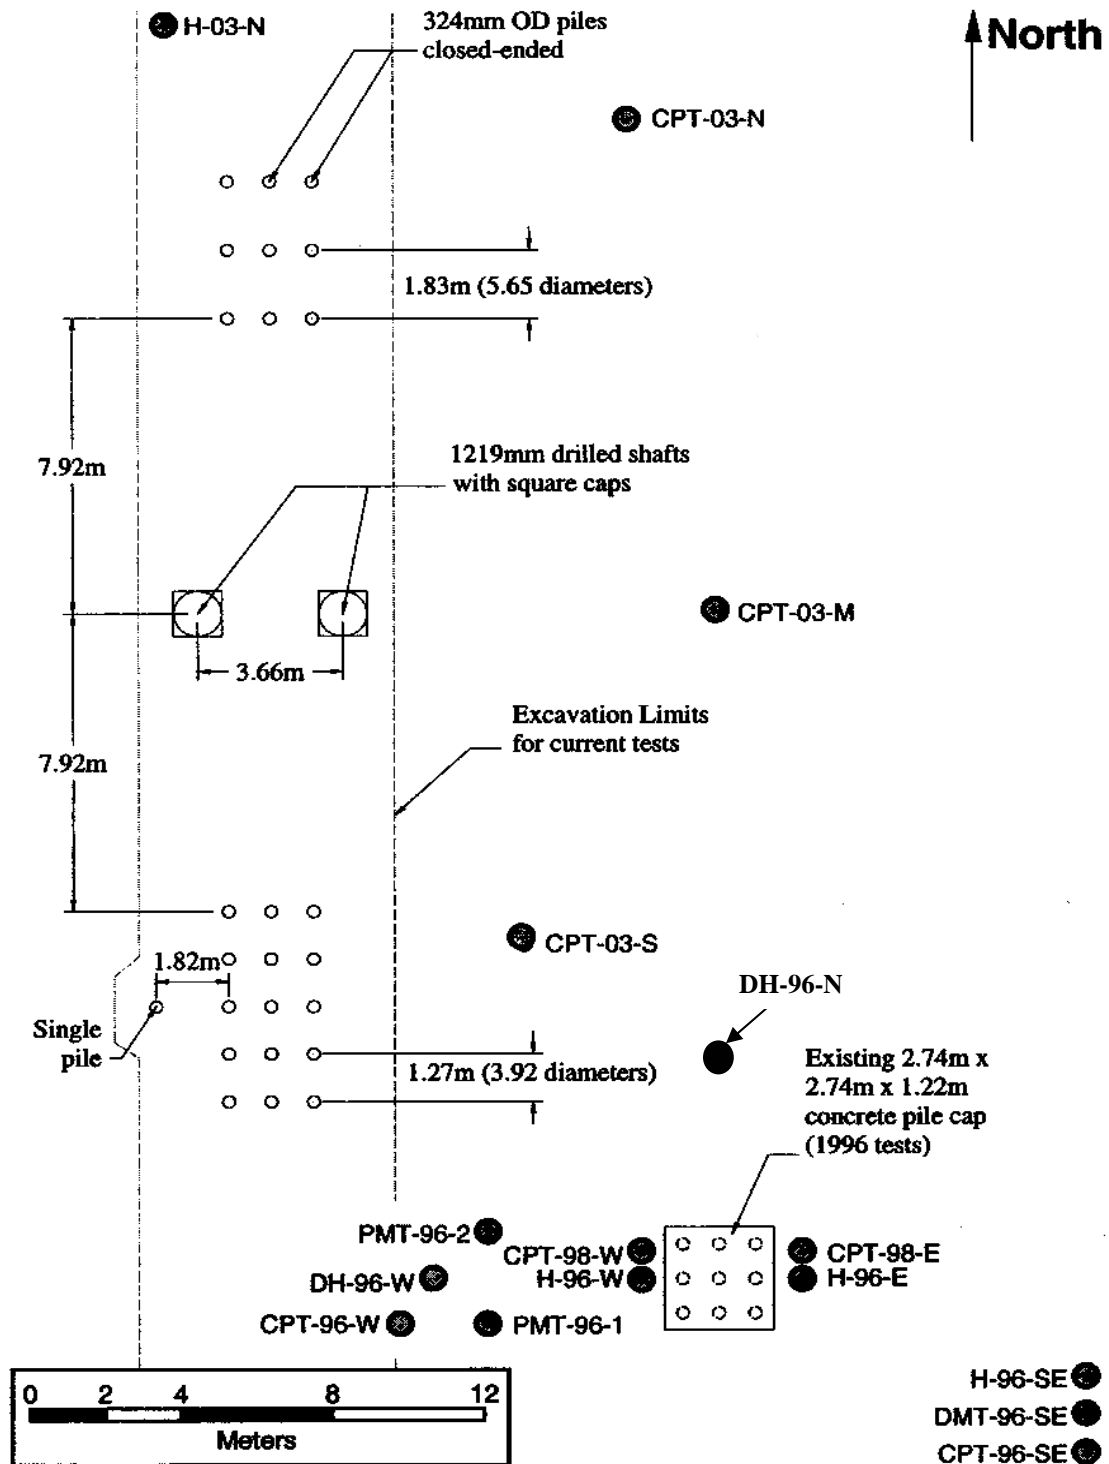 H-03-N
324mm OD piles
closed-ended
North
CPT-03-N
1.83m (5.65 diameters)
7.92m
1219mm drilled shafts
with square caps
CPT-03-M
3.66m
Excavation Limits
for current tests
7.92m
CPT-03-S
1.82m
DH-96-N
Single
pile
1.27m (3.92 diameters)
Existing 2.74m x
2.74m x 1.22m
concrete pile cap
(1996 tests)
PMT-96-2
CPT-98-W
CPT-98-E
DH-96-W
H-96-W
H-96-E
CPT-96-W
PMT-96-1
H-96-SE
DMT-96-SE
CPT-96-SE
0 2 4 8 12
Meters